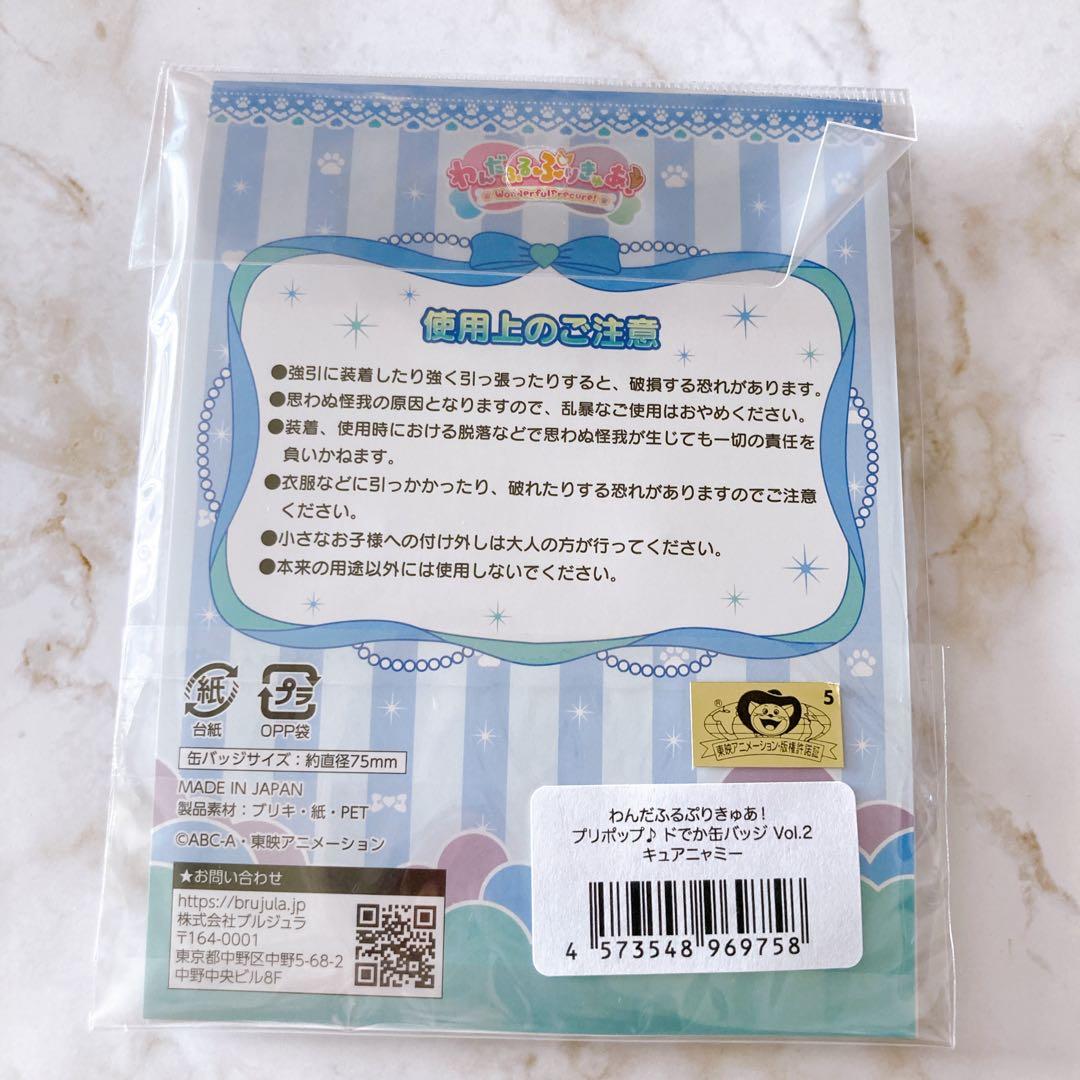 わんだふるぷりきゅあ!
WonderfulPrecure!
使用上のご注意
●強引に装着したり強く引っ張ったりすると、破損する恐れがあります。
●思わぬ怪我の原因となりますので、乱暴なご使用はおやめください。
●装着、使用時における脱落などで思わぬ怪我が生じても一切の責任を
負いかねます。
●衣服などに引っかかったり、破れたりする恐れがありますのでご注意
ください。
●小さなお子様への付け外しは大人の方が行ってください。
●本来の用途以外には使用しないでください。
紙
台紙
プラ
OPP袋
缶バッジサイズ:約直径75mm
MADE IN JAPAN
製品素材:ブリキ・紙・PET
©ABC-A・東映アニメーション
★お問い合わせ
https://brujula.jp
株式会社ブルジュラ
〒164-0001
東京都中野区中野5-68-2
中野中央ビル8F
® 5
東映アニメーション・版権許諾証
わんだふるぷりきゅあ!
プリポップ♪ ドでか缶バッジ Vol.2
キュアニャミー
4 573548 969758